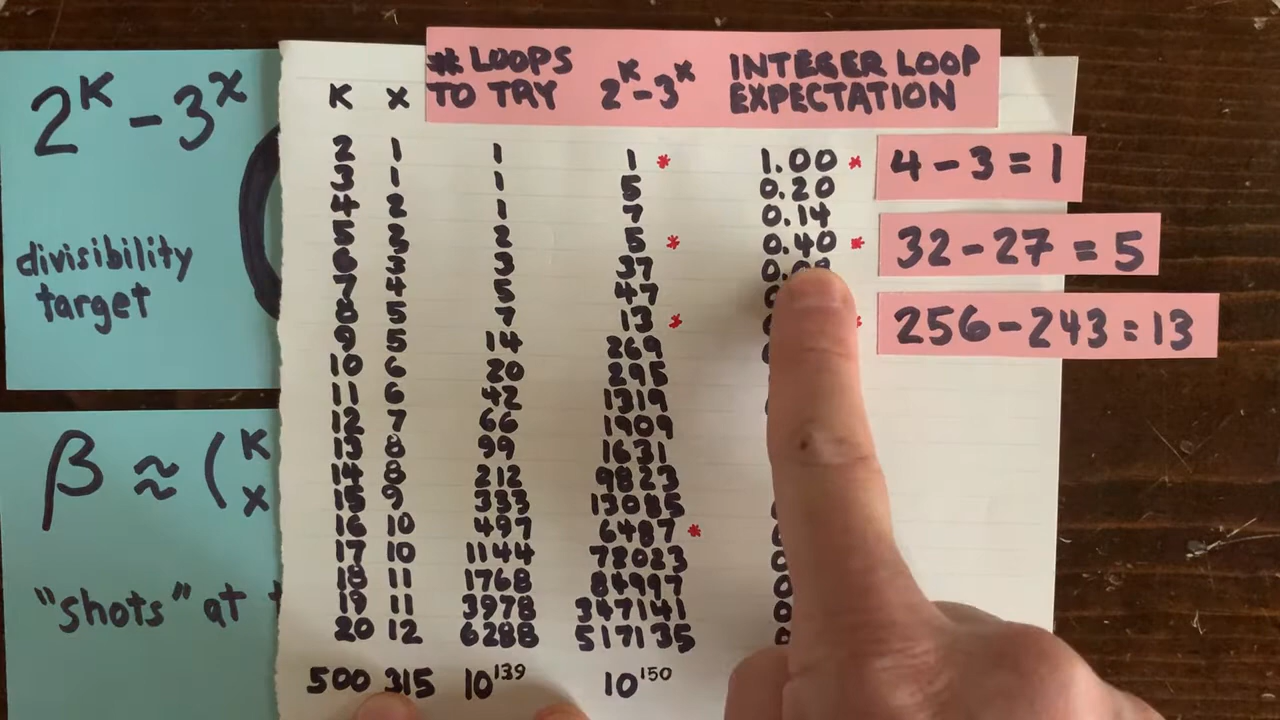 2^K - 3^X
divisibility
target
β ≈ (K
X
"shots" at
# LOOPS
TO TRY
2^K - 3^X
INTEGER LOOP
EXPECTATION
K X
2 1 1 1 * 1.00 *
3 1 1 5 0.20
4 2 1 7 0.14
5 3 2 5 * 0.40 *
6 3 3 37 0.
7 4 5 47
8 5 7 13 * *
9 5 14 269
10 6 20 295
11 6 42 1319
12 7 66 1909
13 8 99 1631
14 8 212 9823
15 9 333 13085
16 10 497 6487 *
17 10 1144 72023
18 11 1768 84997
19 11 3978 347141
20 12 6288 517135
500 315 10^139 10^150
4 - 3 = 1
32 - 27 = 5
256 - 243 = 13